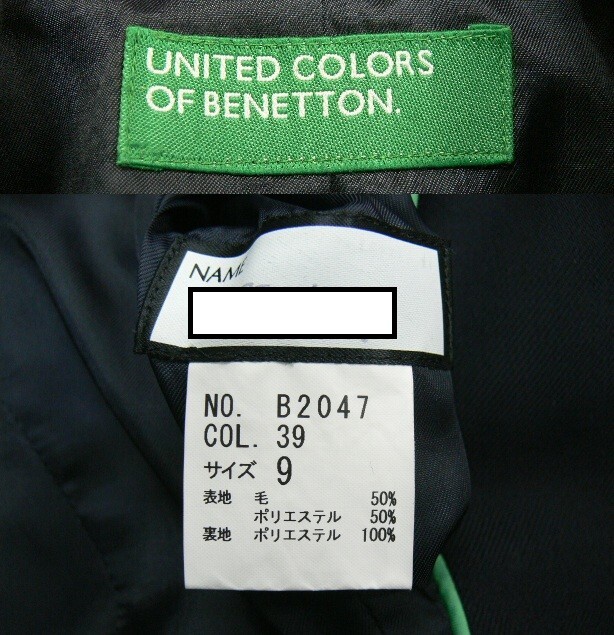 UNITED COLORS
OF BENETTON.
NAME
NO. B2047
COL. 39
サイズ 9
表地 毛 50%
ポリエステル 50%
裏地 ポリエステル 100%